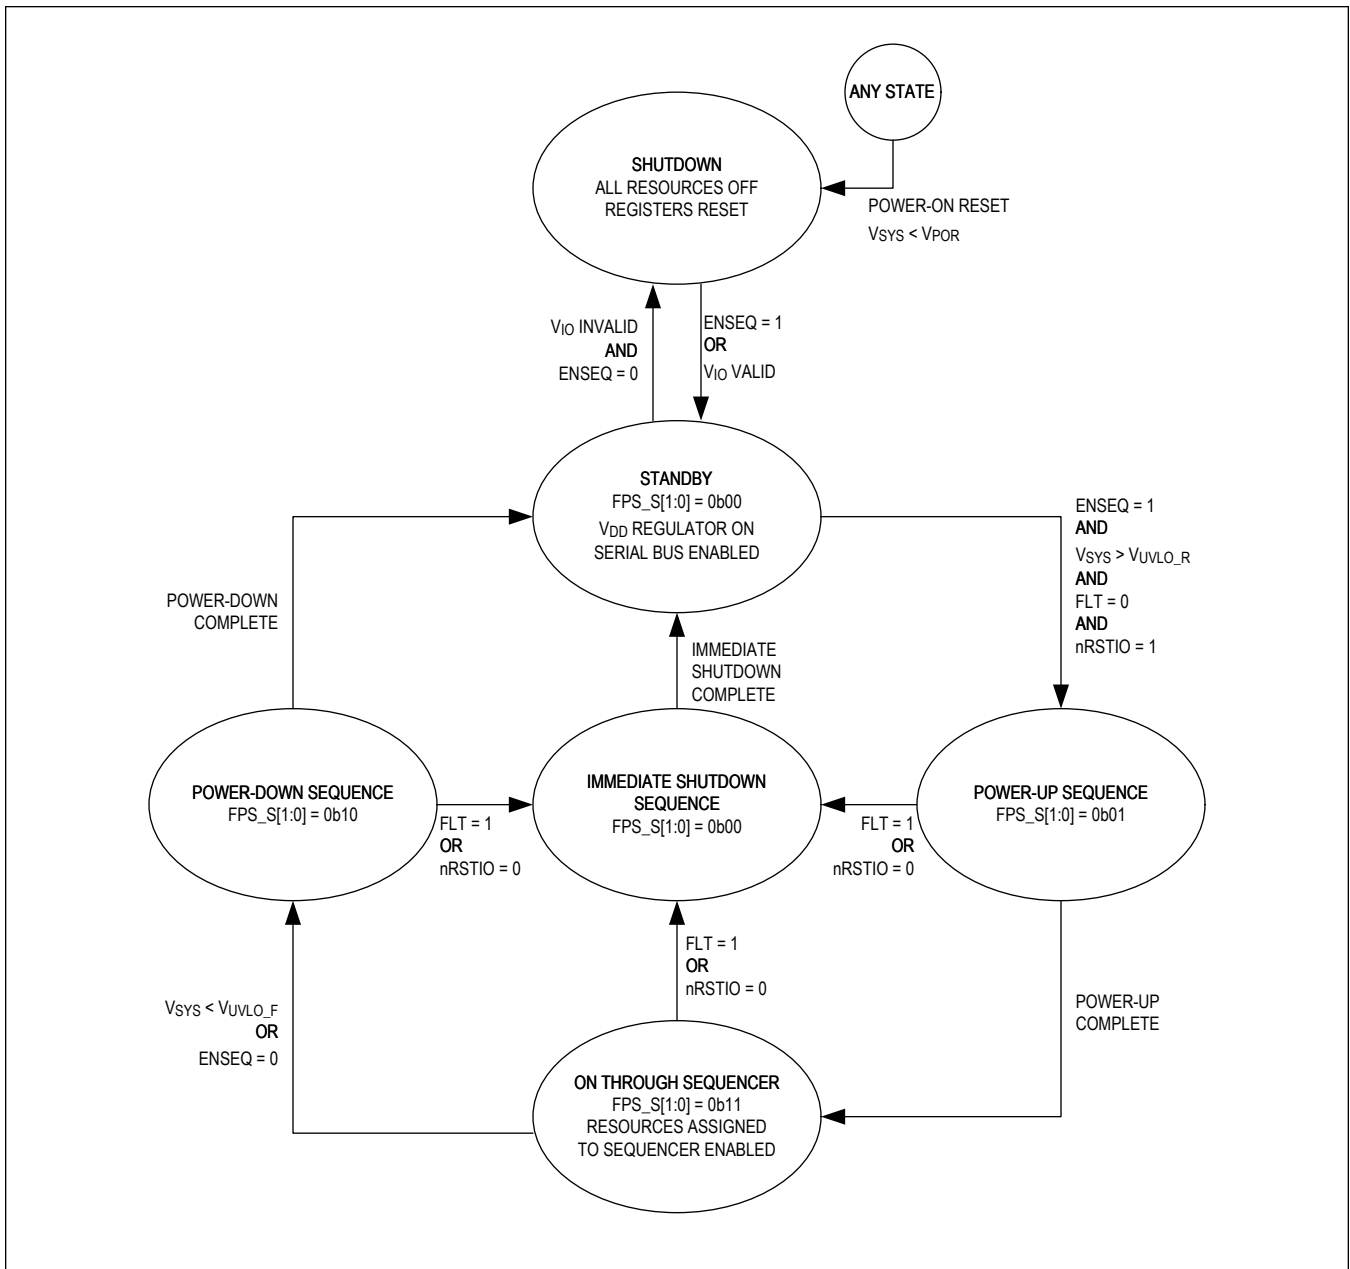 ANY STATE
SHUTDOWN
ALL RESOURCES OFF
REGISTERS RESET
POWER-ON RESET
VSYS < VPOR
VIO INVALID
AND
ENSEQ = 0
ENSEQ = 1
OR
VIO VALID
STANDBY
FPS_S[1:0] = 0b00
VDD REGULATOR ON
SERIAL BUS ENABLED
ENSEQ = 1
AND
VSYS > VUVLO_R
AND
FLT = 0
AND
nRSTIO = 1
POWER-DOWN
COMPLETE
IMMEDIATE
SHUTDOWN
COMPLETE
POWER-DOWN SEQUENCE
FPS_S[1:0] = 0b10
FLT = 1
OR
nRSTIO = 0
IMMEDIATE SHUTDOWN
SEQUENCE
FPS_S[1:0] = 0b00
FLT = 1
OR
nRSTIO = 0
POWER-UP SEQUENCE
FPS_S[1:0] = 0b01
VSYS < VUVLO_F
OR
ENSEQ = 0
FLT = 1
OR
nRSTIO = 0
POWER-UP
COMPLETE
ON THROUGH SEQUENCER
FPS_S[1:0] = 0b11
RESOURCES ASSIGNED
TO SEQUENCER ENABLED